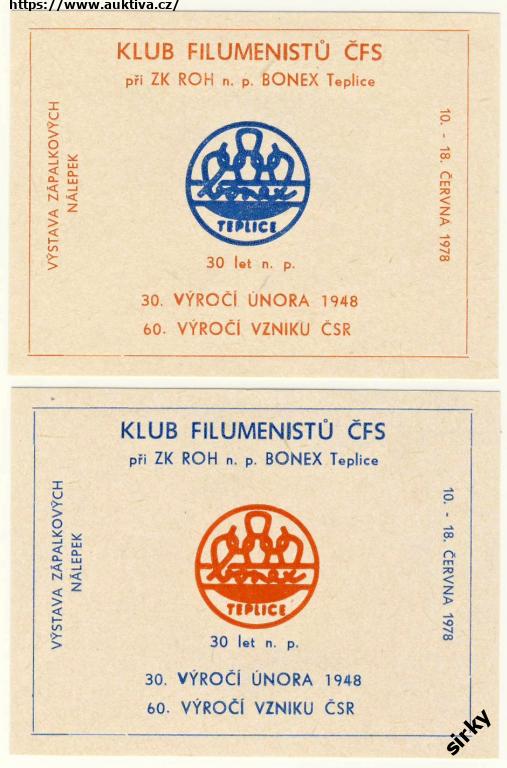 https://www.auktiva.cz/
KLUB FILUMENISTŮ ČFS
při ZK ROH n. p. BONEX Teplice
VÝSTAVA ZÁPALKOVÝCH
NÁLEPEK
10. - 18. ČERVNA 1978
bonex
TEPLICE
30 let n. p.
30. VÝROČÍ ÚNORA 1948
60. VÝROČÍ VZNIKU ČSR
KLUB FILUMENISTŮ ČFS
při ZK ROH n. p. BONEX Teplice
VÝSTAVA ZÁPALKOVÝCH
NÁLEPEK
10. - 18. ČERVNA 1978
bonex
TEPLICE
30 let n. p.
30. VÝROČÍ ÚNORA 1948
60. VÝROČÍ VZNIKU ČSR
sirky